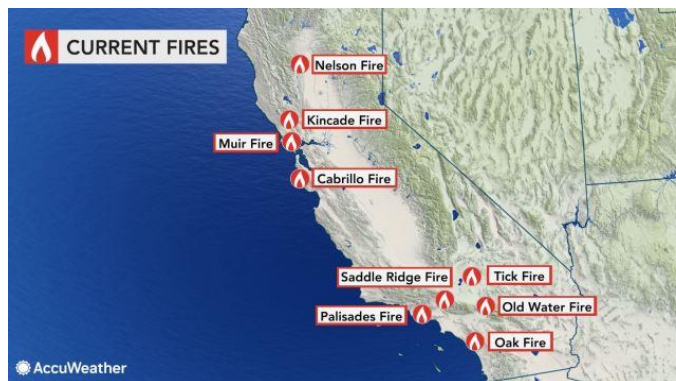 CURRENT FIRES
Nelson Fire
Kincade Fire
Muir Fire
Cabrillo Fire
Saddle Ridge Fire
Tick Fire
Old Water Fire
Palisades Fire
Oak Fire
AccuWeather